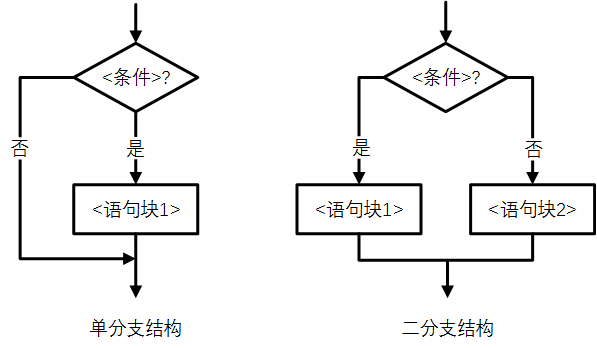 <条件>?
否
是
<语句块1>
单分支结构
<条件>?
是
否
<语句块1>
<语句块2>
二分支结构